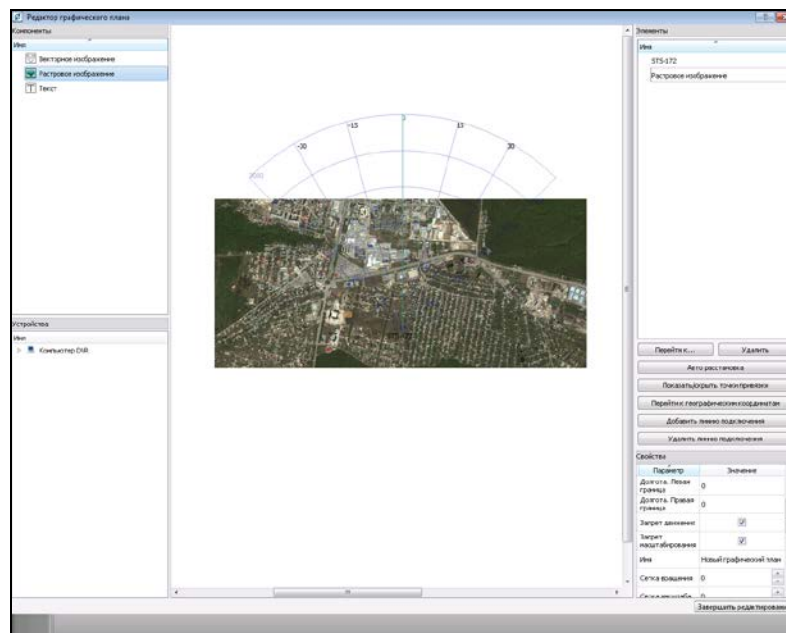 Редактор графического плана
Компоненты
Имя
Векторное изображение
Растровое изображение
Текст
Устройства
Имя
Компьютер DVR
-30
-15
15
30
Элементы
Имя
STS-172
Растровое изображение
Перейти к...
Удалить
Авто расстановка
Показать/скрыть точки привязки
Перейти к географическим координатам
Добавить линию подключения
Удалить линию подключения
Свойства
Параметр Значение
Долгота. Левая граница 0
Долгота. Правая граница 0
Запрет движения
Запрет масштабирования
Имя Новый графический план
Сетка вращения 0
Завершить редактирование